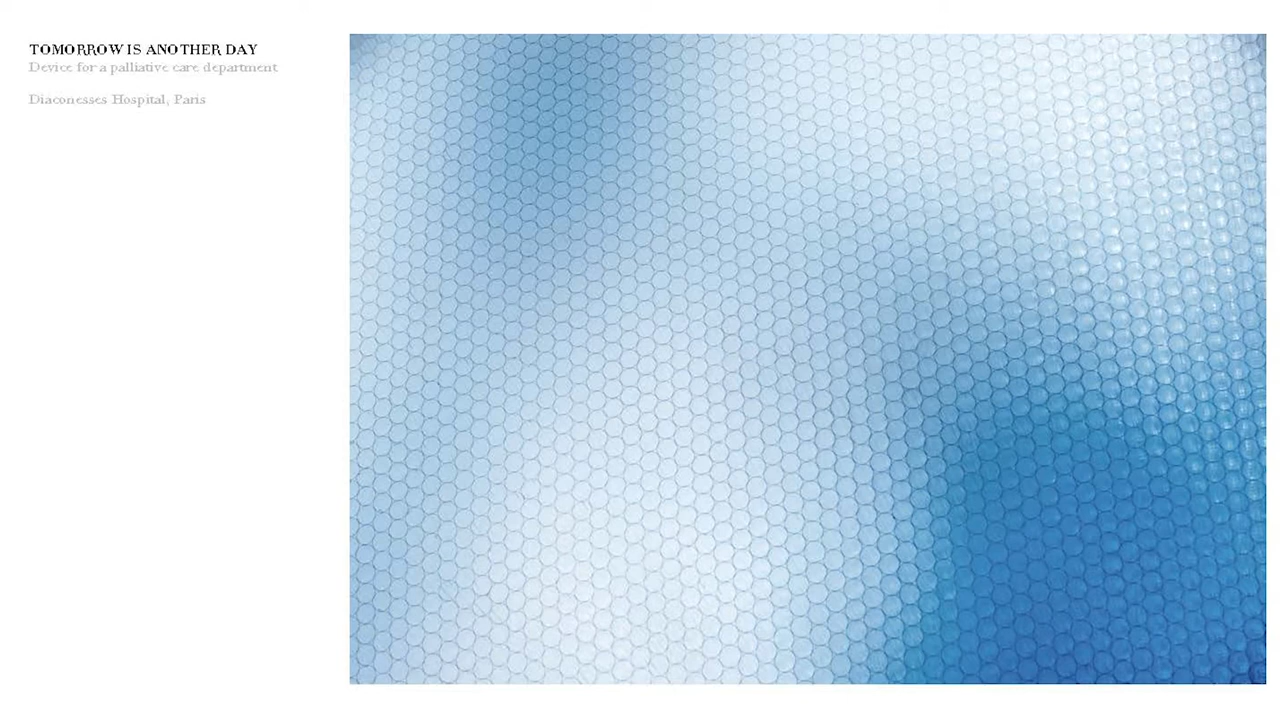 TOMORROW IS ANOTHER DAY
Device for a palliative care department
Diaconesses Hospital, Paris